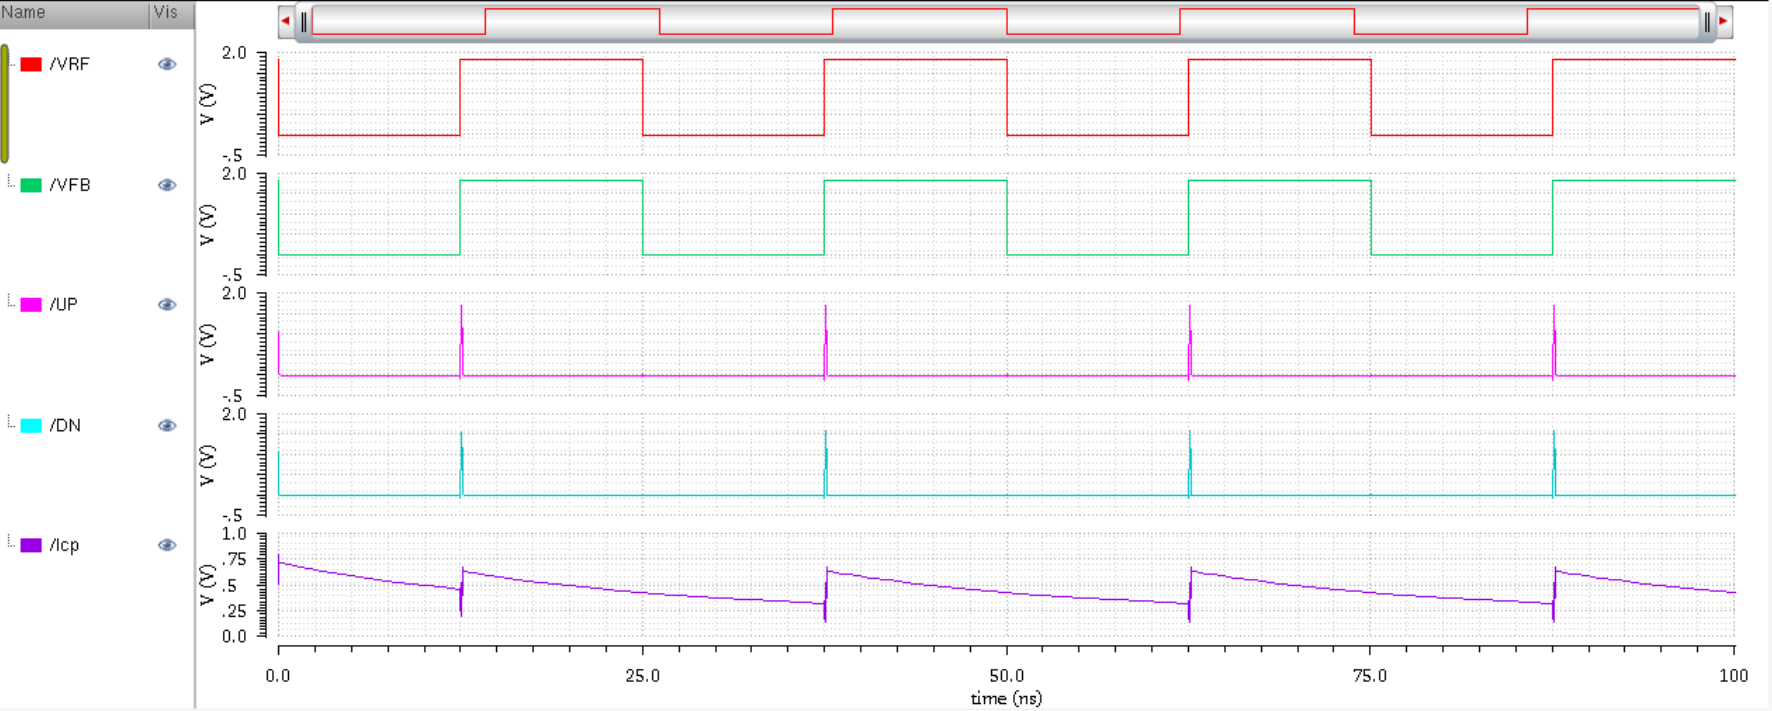 Name Vis
/VRF
V (V)
2.0
-.5
/VFB
V (V)
2.0
-.5
/UP
V (V)
2.0
-.5
/DN
V (V)
2.0
-.5
/Icp
V (V)
1.0
.75
.5
.25
0.0
0.0 25.0 50.0 75.0 100
time (ns)